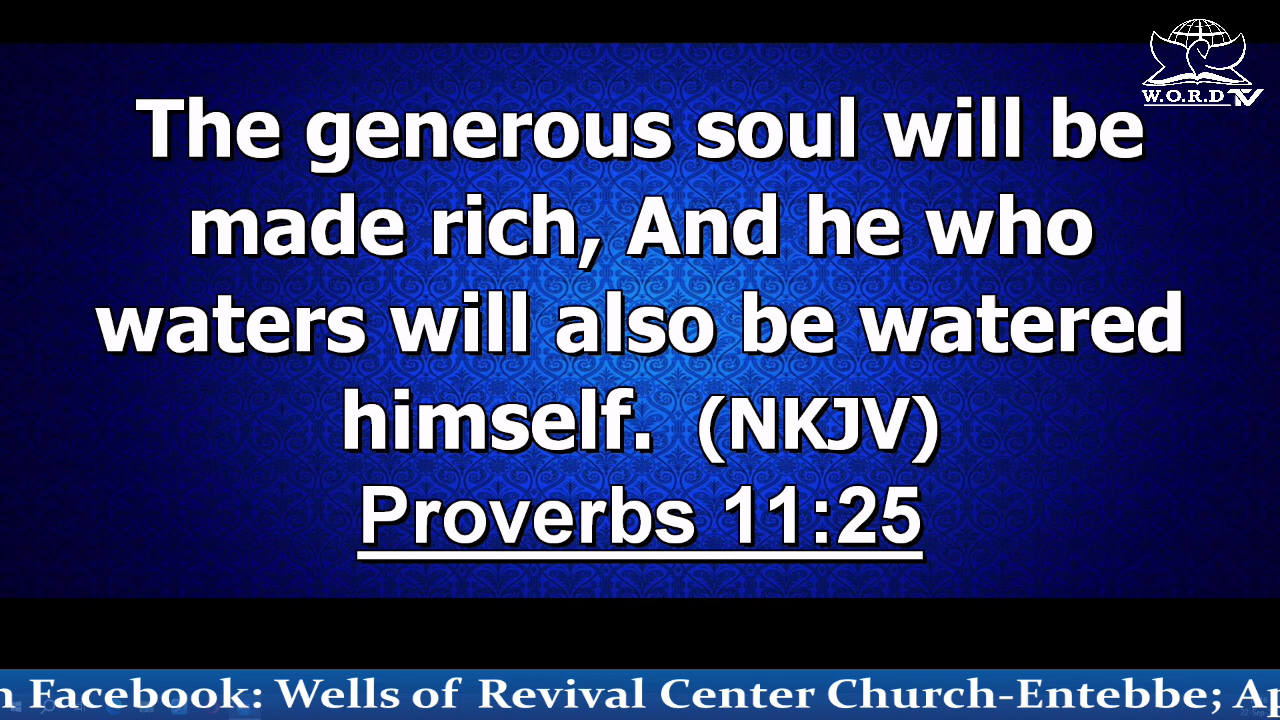 W.O.R.D TV
The generous soul will be
made rich, And he who
waters will also be watered
himself. (NKJV)
Proverbs 11:25
Facebook: Wells of Revival Center Church-Entebbe;